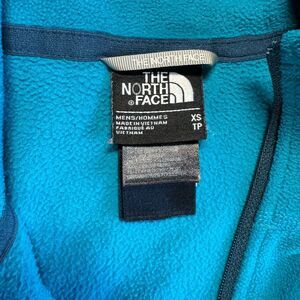 THE NORTH FACE
THE
NORTH
FACE
MENS/HOMMES
MADE IN VIETNAM
FABRIQUE AU
VIETNAM
XS
TP